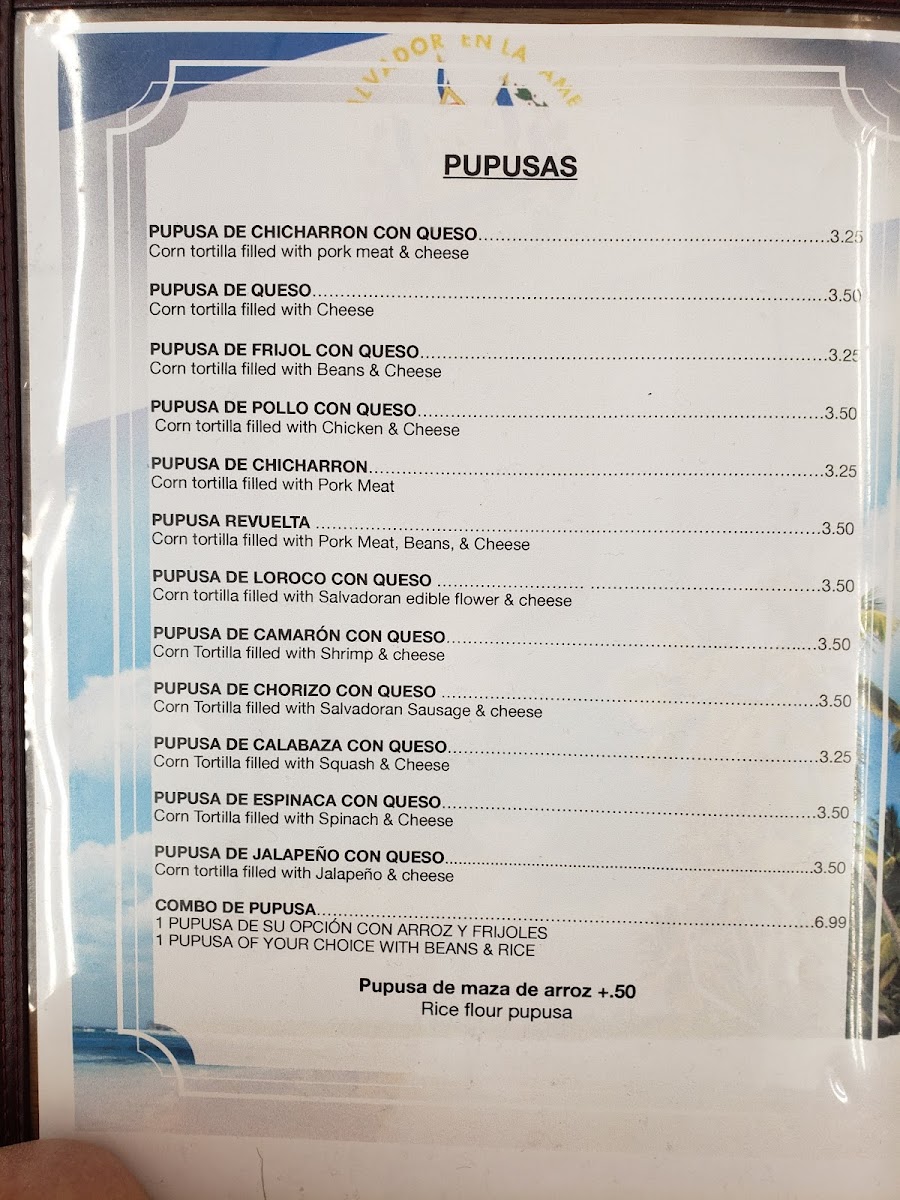 ALVADOR EN LA AME
PUPUSAS
PUPUSA DE CHICHARRON CON QUESO.....3.25
Corn tortilla filled with pork meat & cheese
PUPUSA DE QUESO.....3.50
Corn tortilla filled with Cheese
PUPUSA DE FRIJOL CON QUESO.....3.25
Corn tortilla filled with Beans & Cheese
PUPUSA DE POLLO CON QUESO.....3.50
Corn tortilla filled with Chicken & Cheese
PUPUSA DE CHICHARRON.....3.25
Corn tortilla filled with Pork Meat
PUPUSA REVUELTA .....3.50
Corn tortilla filled with Pork Meat, Beans, & Cheese
PUPUSA DE LOROCO CON QUESO .....3.50
Corn tortilla filled with Salvadoran edible flower & cheese
PUPUSA DE CAMARÓN CON QUESO.....3.50
Corn Tortilla filled with Shrimp & cheese
PUPUSA DE CHORIZO CON QUESO .....3.50
Corn Tortilla filled with Salvadoran Sausage & cheese
PUPUSA DE CALABAZA CON QUESO.....3.25
Corn Tortilla filled with Squash & Cheese
PUPUSA DE ESPINACA CON QUESO.....3.50
Corn Tortilla filled with Spinach & Cheese
PUPUSA DE JALAPEÑO CON QUESO.....3.50
Corn tortilla filled with Jalapeño & cheese
COMBO DE PUPUSA.....6.99
1 PUPUSA DE SU OPCIÓN CON ARROZ Y FRIJOLES
1 PUPUSA OF YOUR CHOICE WITH BEANS & RICE
Pupusa de maza de arroz +.50
Rice flour pupusa